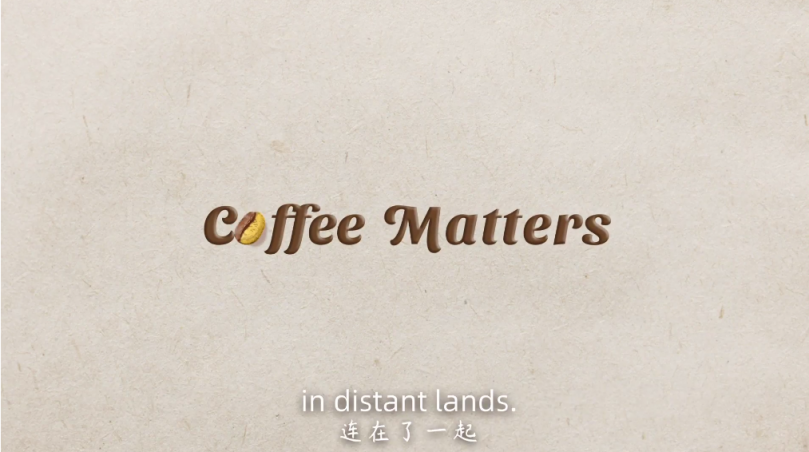 Coffee Matters
in distant lands.
连在了一起